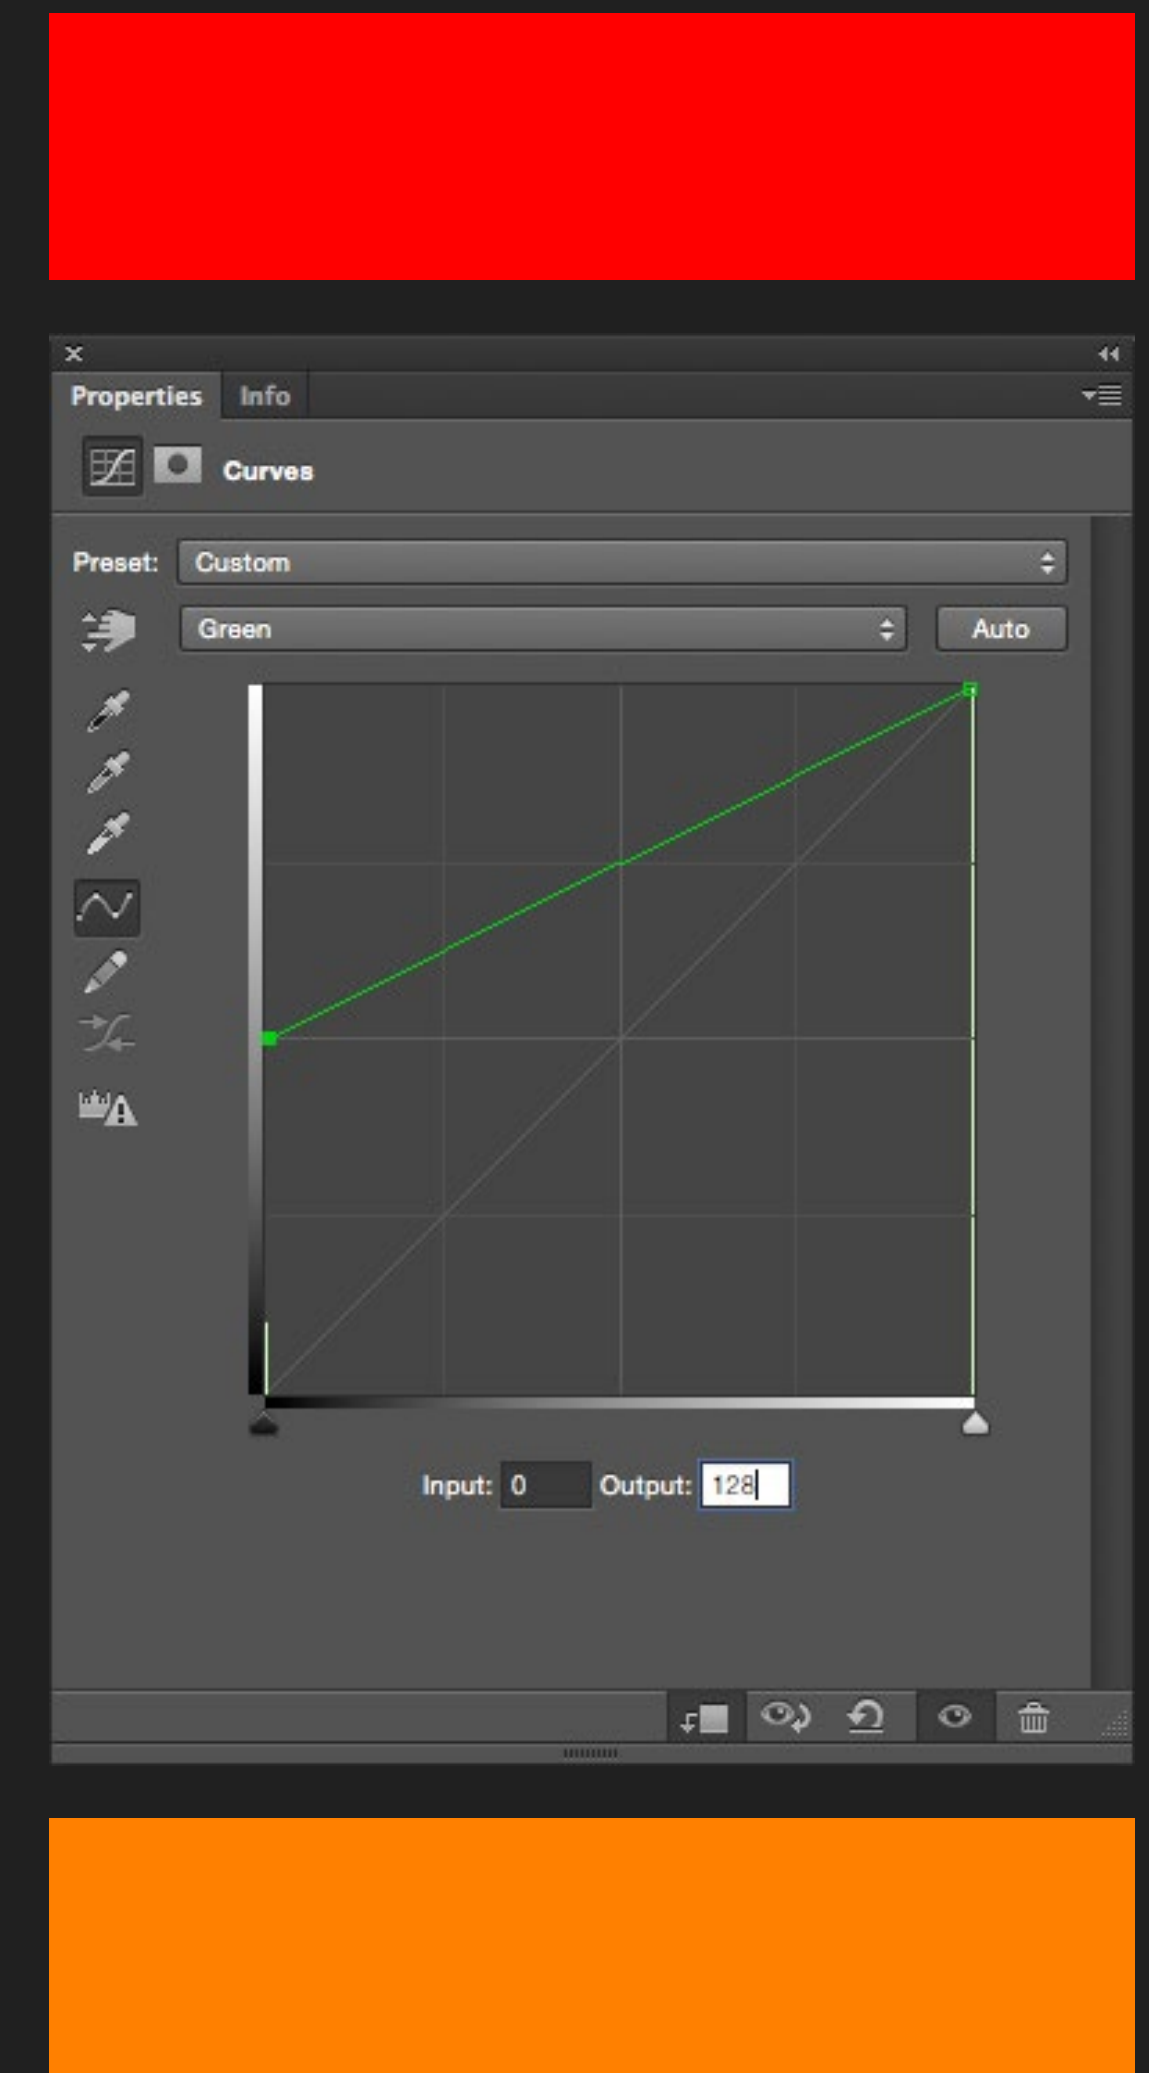 Properties Info
Curves
Preset: Custom
Green Auto
Input: 0 Output: 128